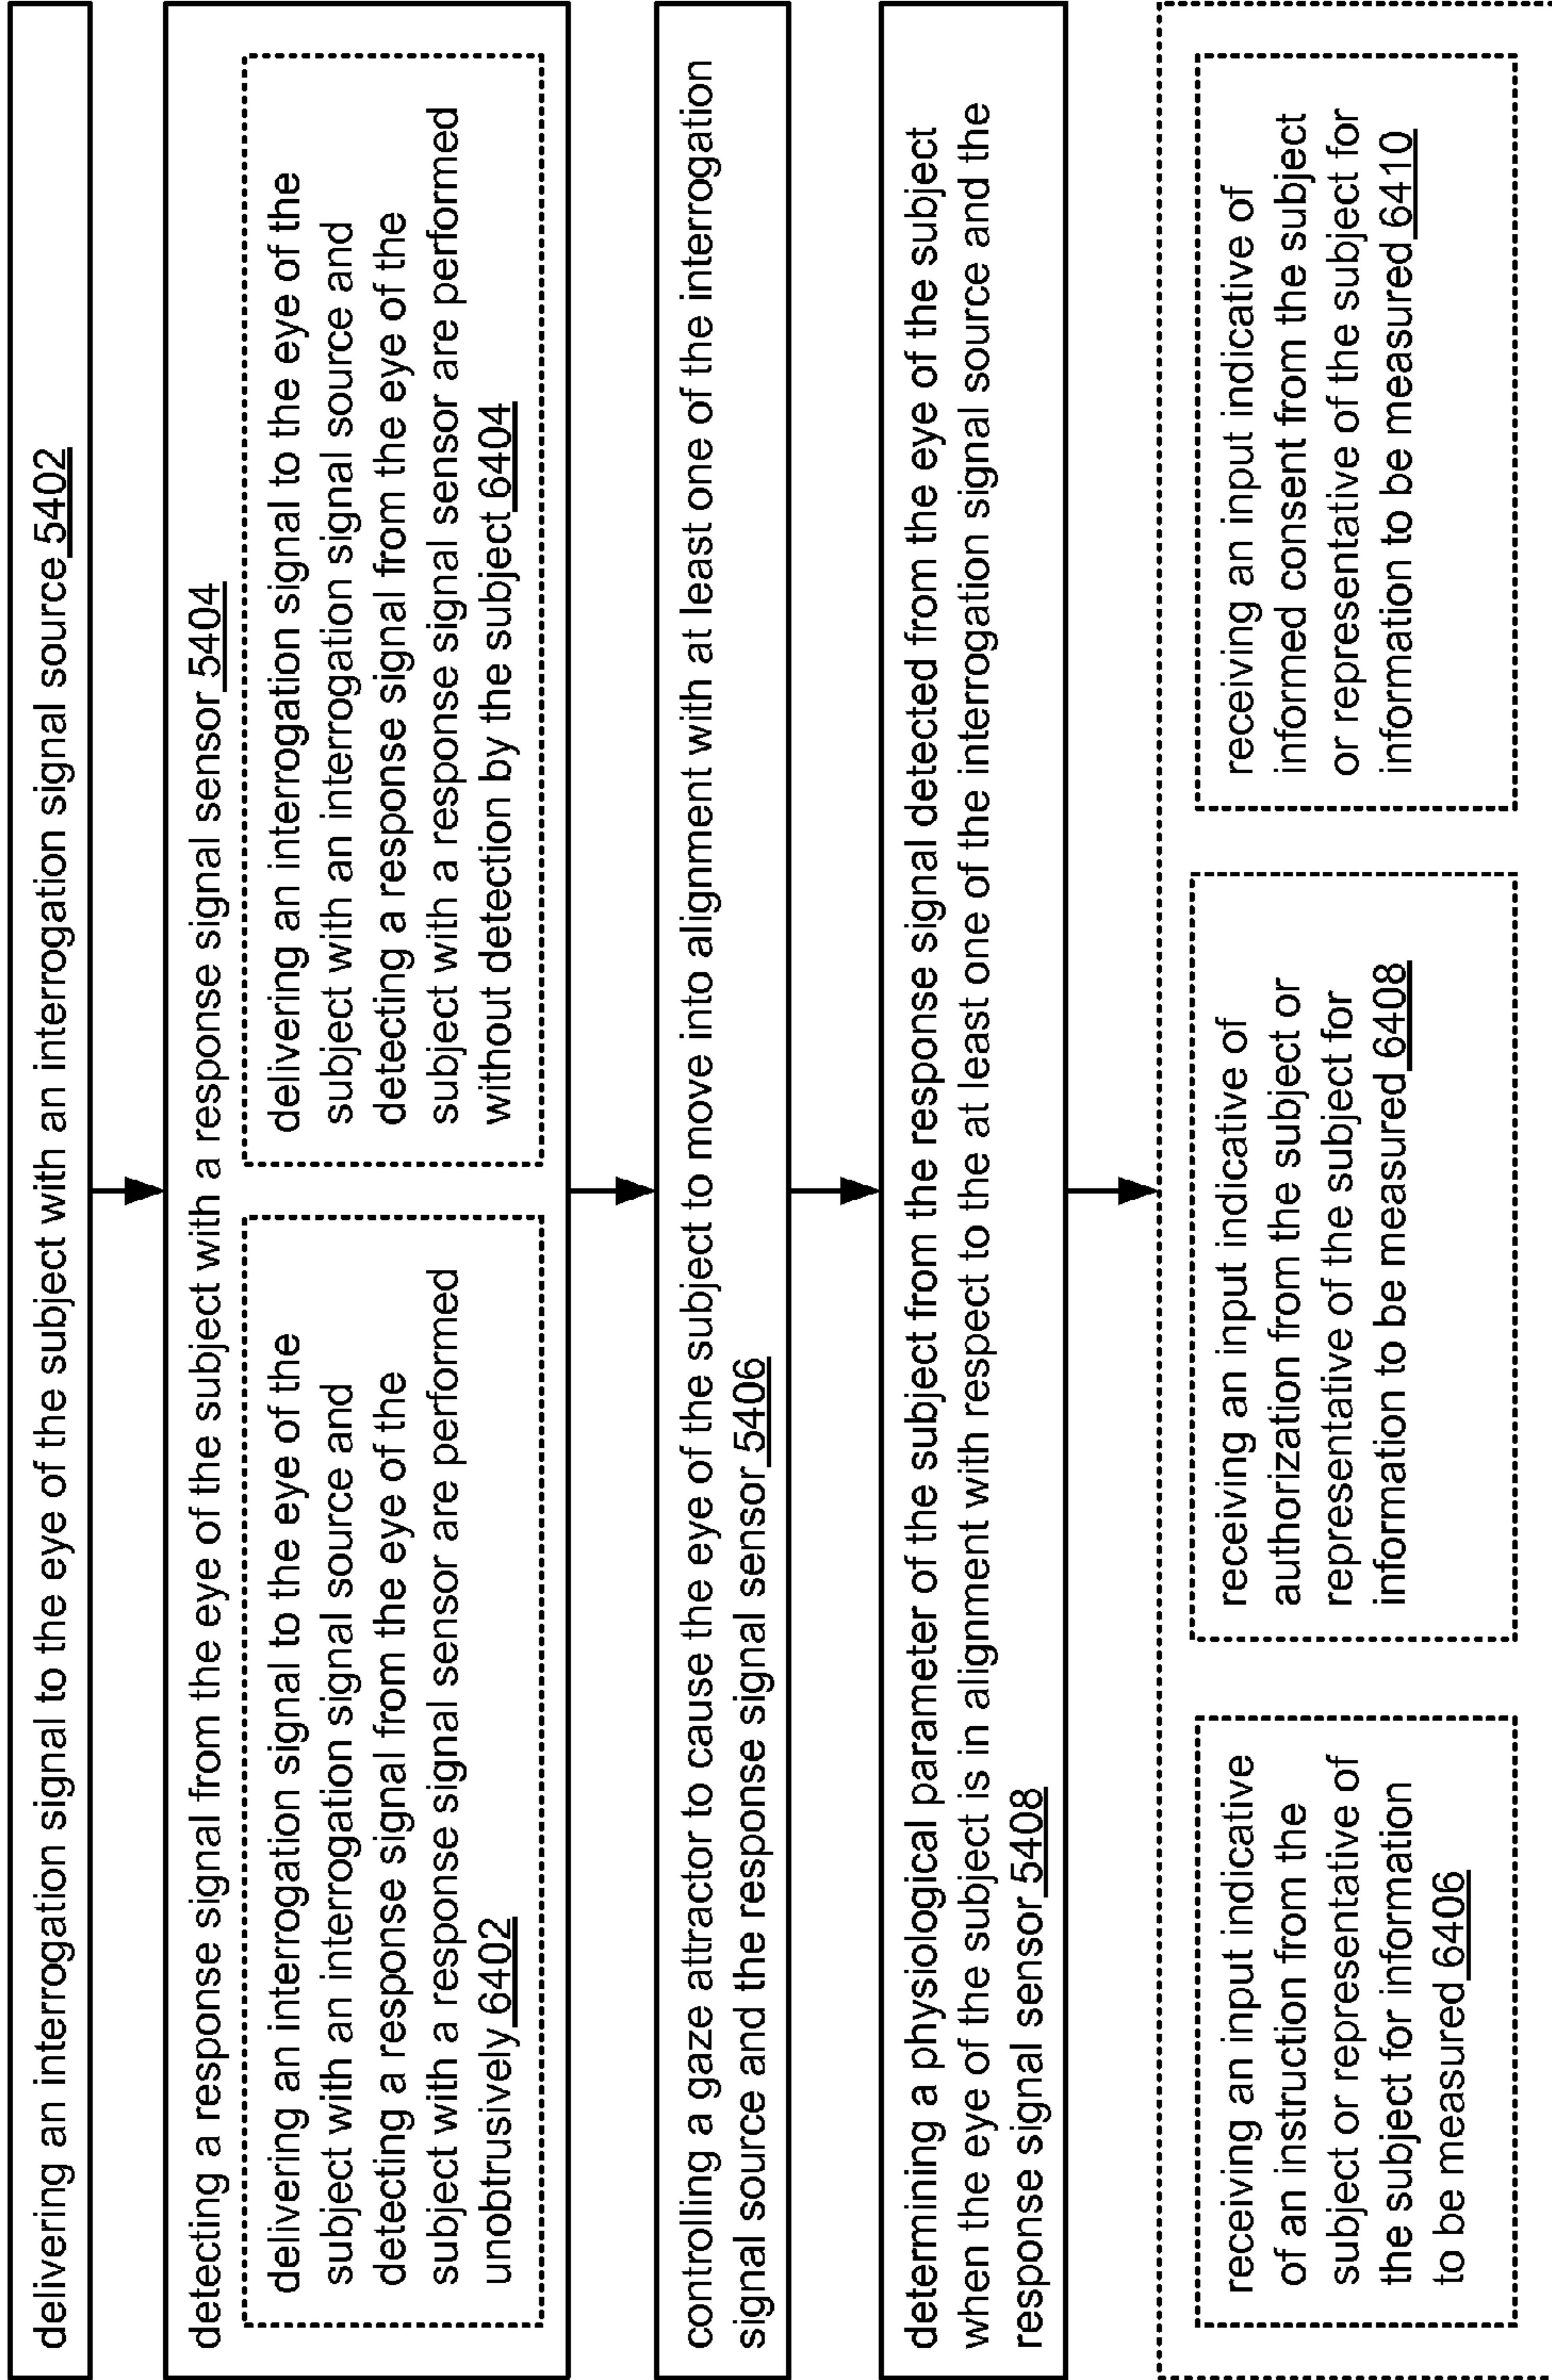 delivering an interrogation signal to the eye of the subject with an interrogation signal source 5402
detecting a response signal from the eye of the subject with a response signal sensor 5404
delivering an interrogation signal to the eye of the
subject with an interrogation signal source and
detecting a response signal from the eye of the
subject with a response signal sensor are performed
unobtrusively 6402
delivering an interrogation signal to the eye of the
subject with an interrogation signal source and
detecting a response signal from the eye of the
subject with a response signal sensor are performed
without detection by the subject 6404
controlling a gaze attractor to cause the eye of the subject to move into alignment with at least one of the interrogation
signal source and the response signal sensor 5406
determining a physiological parameter of the subject from the response signal detected from the eye of the subject
when the eye of the subject is in alignment with respect to the at least one of the interrogation signal source and the
response signal sensor 5408
receiving an input indicative
of an instruction from the
subject or representative of
the subject for information
to be measured 6406
receiving an input indicative of
authorization from the subject or
representative of the subject for
information to be measured 6408
receiving an input indicative of
informed consent from the subject
or representative of the subject for
information to be measured 6410